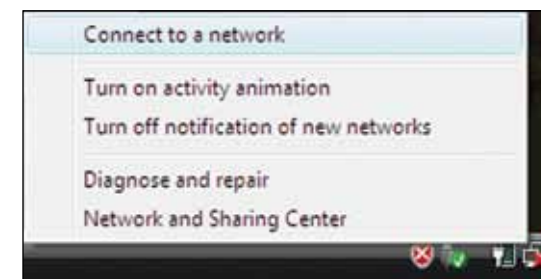 Connect to a network
Turn on activity animation
Turn off notification of new networks
Diagnose and repair
Network and Sharing Center